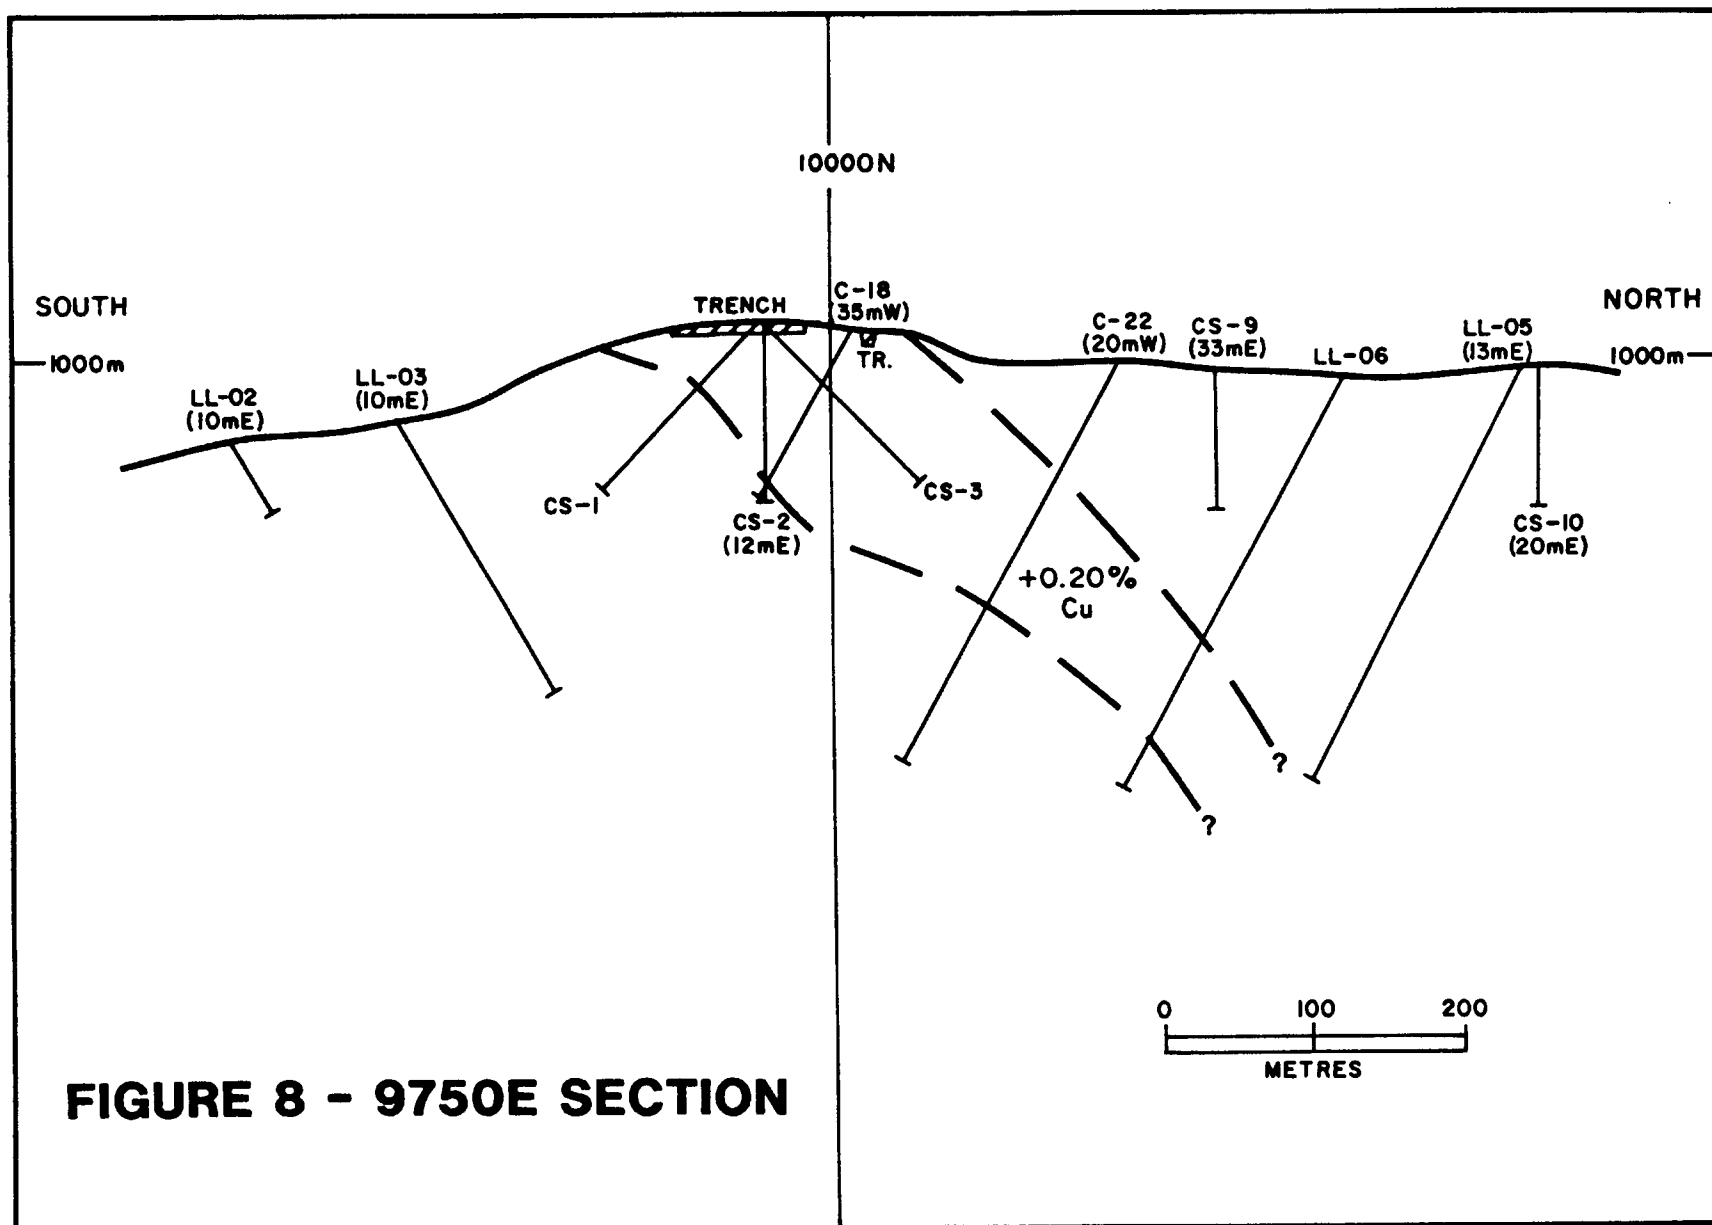 10000N
SOUTH
NORTH
TRENCH
C-18
(35mW)
TR.
1000m
1000m
C-22
(20mW)
CS-9
(33mE)
LL-06
LL-05
(13mE)
LL-02
(10mE)
LL-03
(10mE)
CS-1
CS-2
(12mE)
CS-3
CS-10
(20mE)
+0.20%
Cu
?
?
0 100 200
METRES
FIGURE 8 - 9750E SECTION